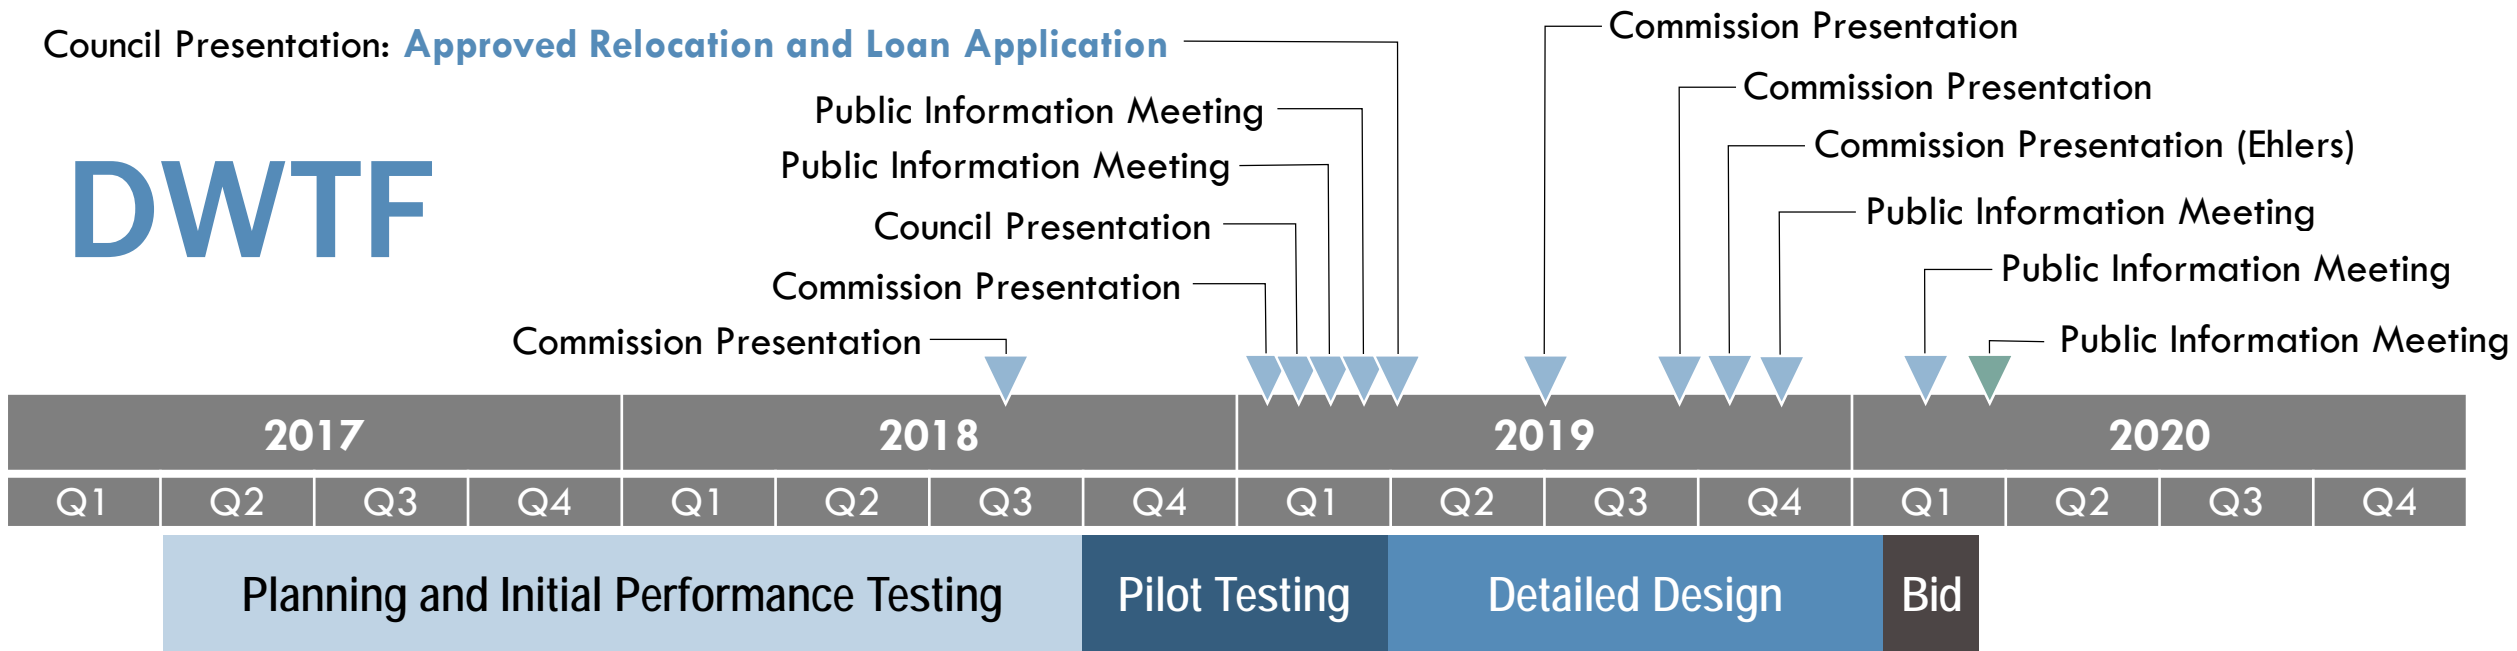 Commission Presentation
Council Presentation: Approved Relocation and Loan Application
Commission Presentation
Public Information Meeting
Commission Presentation (Ehlers)
Public Information Meeting
DWTF
Public Information Meeting
Council Presentation
Public Information Meeting
Commission Presentation
Commission Presentation
Public Information Meeting
2017 2018 2019 2020
Q1 Q2 Q3 Q4 Q1 Q2 Q3 Q4 Q1 Q2 Q3 Q4 Q1 Q2 Q3 Q4
Planning and Initial Performance Testing Pilot Testing Detailed Design Bid